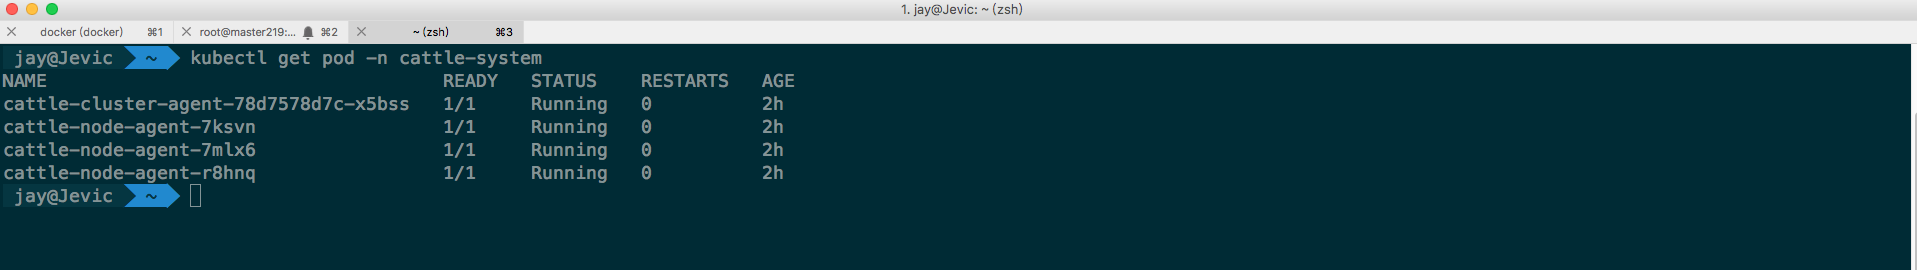 1. jay@Jevic: ~ (zsh)
docker (docker) ⌘1 root@master219:... ⌘2 ~ (zsh) ⌘3
jay@Jevic ~ kubectl get pod -n cattle-system
NAME READY STATUS RESTARTS AGE
cattle-cluster-agent-78d7578d7c-x5bss 1/1 Running 0 2h
cattle-node-agent-7ksvn 1/1 Running 0 2h
cattle-node-agent-7mlx6 1/1 Running 0 2h
cattle-node-agent-r8hnq 1/1 Running 0 2h
jay@Jevic ~